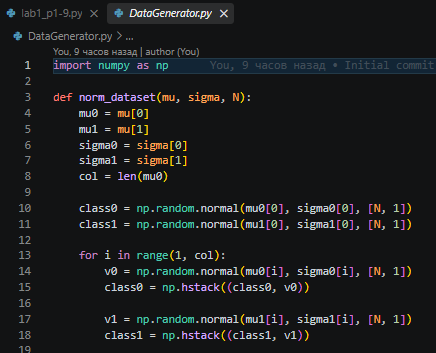 lab1_p1-9.py
DataGenerator.py ×
DataGenerator.py > ...
You, 9 часов назад | author (You)
1 import numpy as np You, 9 часов назад • Initial commit
2
3 def norm_dataset(mu, sigma, N):
4     mu0 = mu[0]
5     mu1 = mu[1]
6     sigma0 = sigma[0]
7     sigma1 = sigma[1]
8     col = len(mu0)
9
10     class0 = np.random.normal(mu0[0], sigma0[0], [N, 1])
11     class1 = np.random.normal(mu1[0], sigma1[0], [N, 1])
12
13     for i in range(1, col):
14         v0 = np.random.normal(mu0[i], sigma0[i], [N, 1])
15         class0 = np.hstack((class0, v0))
16
17         v1 = np.random.normal(mu1[i], sigma1[i], [N, 1])
18         class1 = np.hstack((class1, v1))